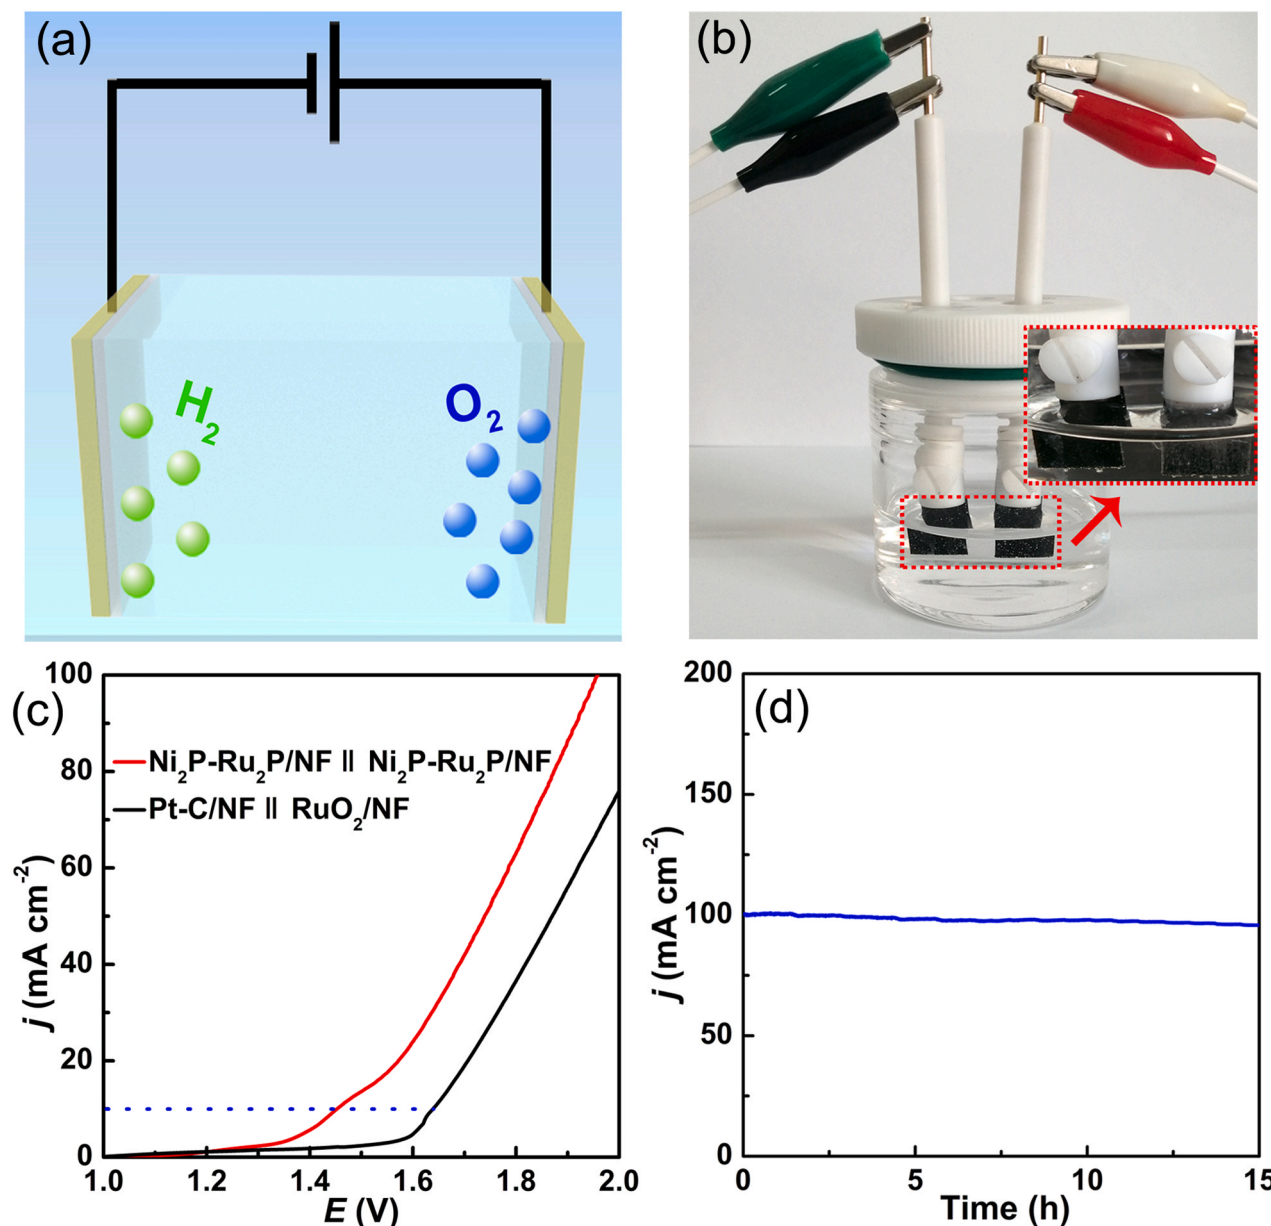 (a)
H₂
O₂
(b)
(c)
100
80
60
40
20
0
j (mA cm⁻²)
Ni₂P-Ru₂P/NF || Ni₂P-Ru₂P/NF
Pt-C/NF || RuO₂/NF
1.0 1.2 1.4 1.6 1.8 2.0
E (V)
(d)
200
150
100
50
0
j (mA cm⁻²)
0 5 10 15
Time (h)